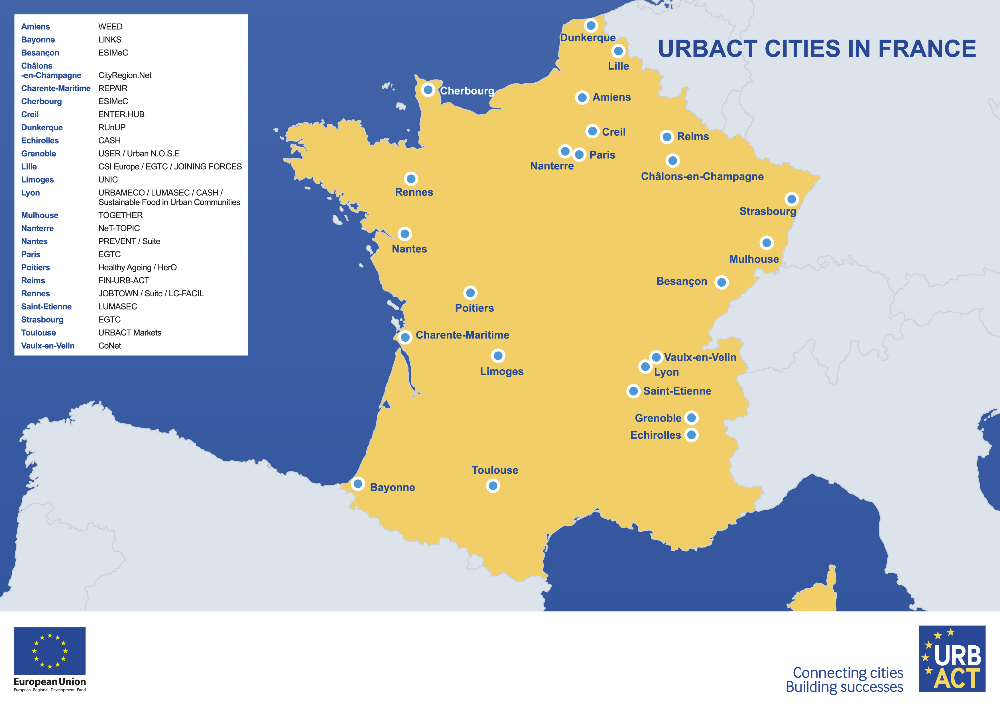 URBACT CITIES IN FRANCE
Amiens WEED
Bayonne LINKS
Besançon ESIMeC
Châlons
-en-Champagne CityRegion.Net
Charente-Maritime REPAIR
Cherbourg ESIMeC
Creil ENTER.HUB
Dunkerque RUnUP
Echirolles CASH
Grenoble USER / Urban N.O.S.E
Lille CSI Europe / EGTC / JOINING FORCES
Limoges UNIC
Lyon URBAMECO / LUMASEC / CASH /
Sustainable Food in Urban Communities
Mulhouse TOGETHER
Nanterre NeT-TOPIC
Nantes PREVENT / Suite
Paris EGTC
Poitiers Healthy Ageing / HerO
Reims FIN-URB-ACT
Rennes JOBTOWN / Suite / LC-FACIL
Saint-Etienne LUMASEC
Strasbourg EGTC
Toulouse URBACT Markets
Vaulx-en-Velin CoNet
Dunkerque
Lille
Cherbourg
Amiens
Creil
Reims
Paris
Nanterre
Châlons-en-Champagne
Rennes
Strasbourg
Nantes
Mulhouse
Besançon
Poitiers
Charente-Maritime
Vaulx-en-Velin
Limoges
Lyon
Saint-Etienne
Grenoble
Echirolles
Toulouse
Bayonne
European Union
European Regional Development Fund
Connecting cities
Building successes
URB
ACT